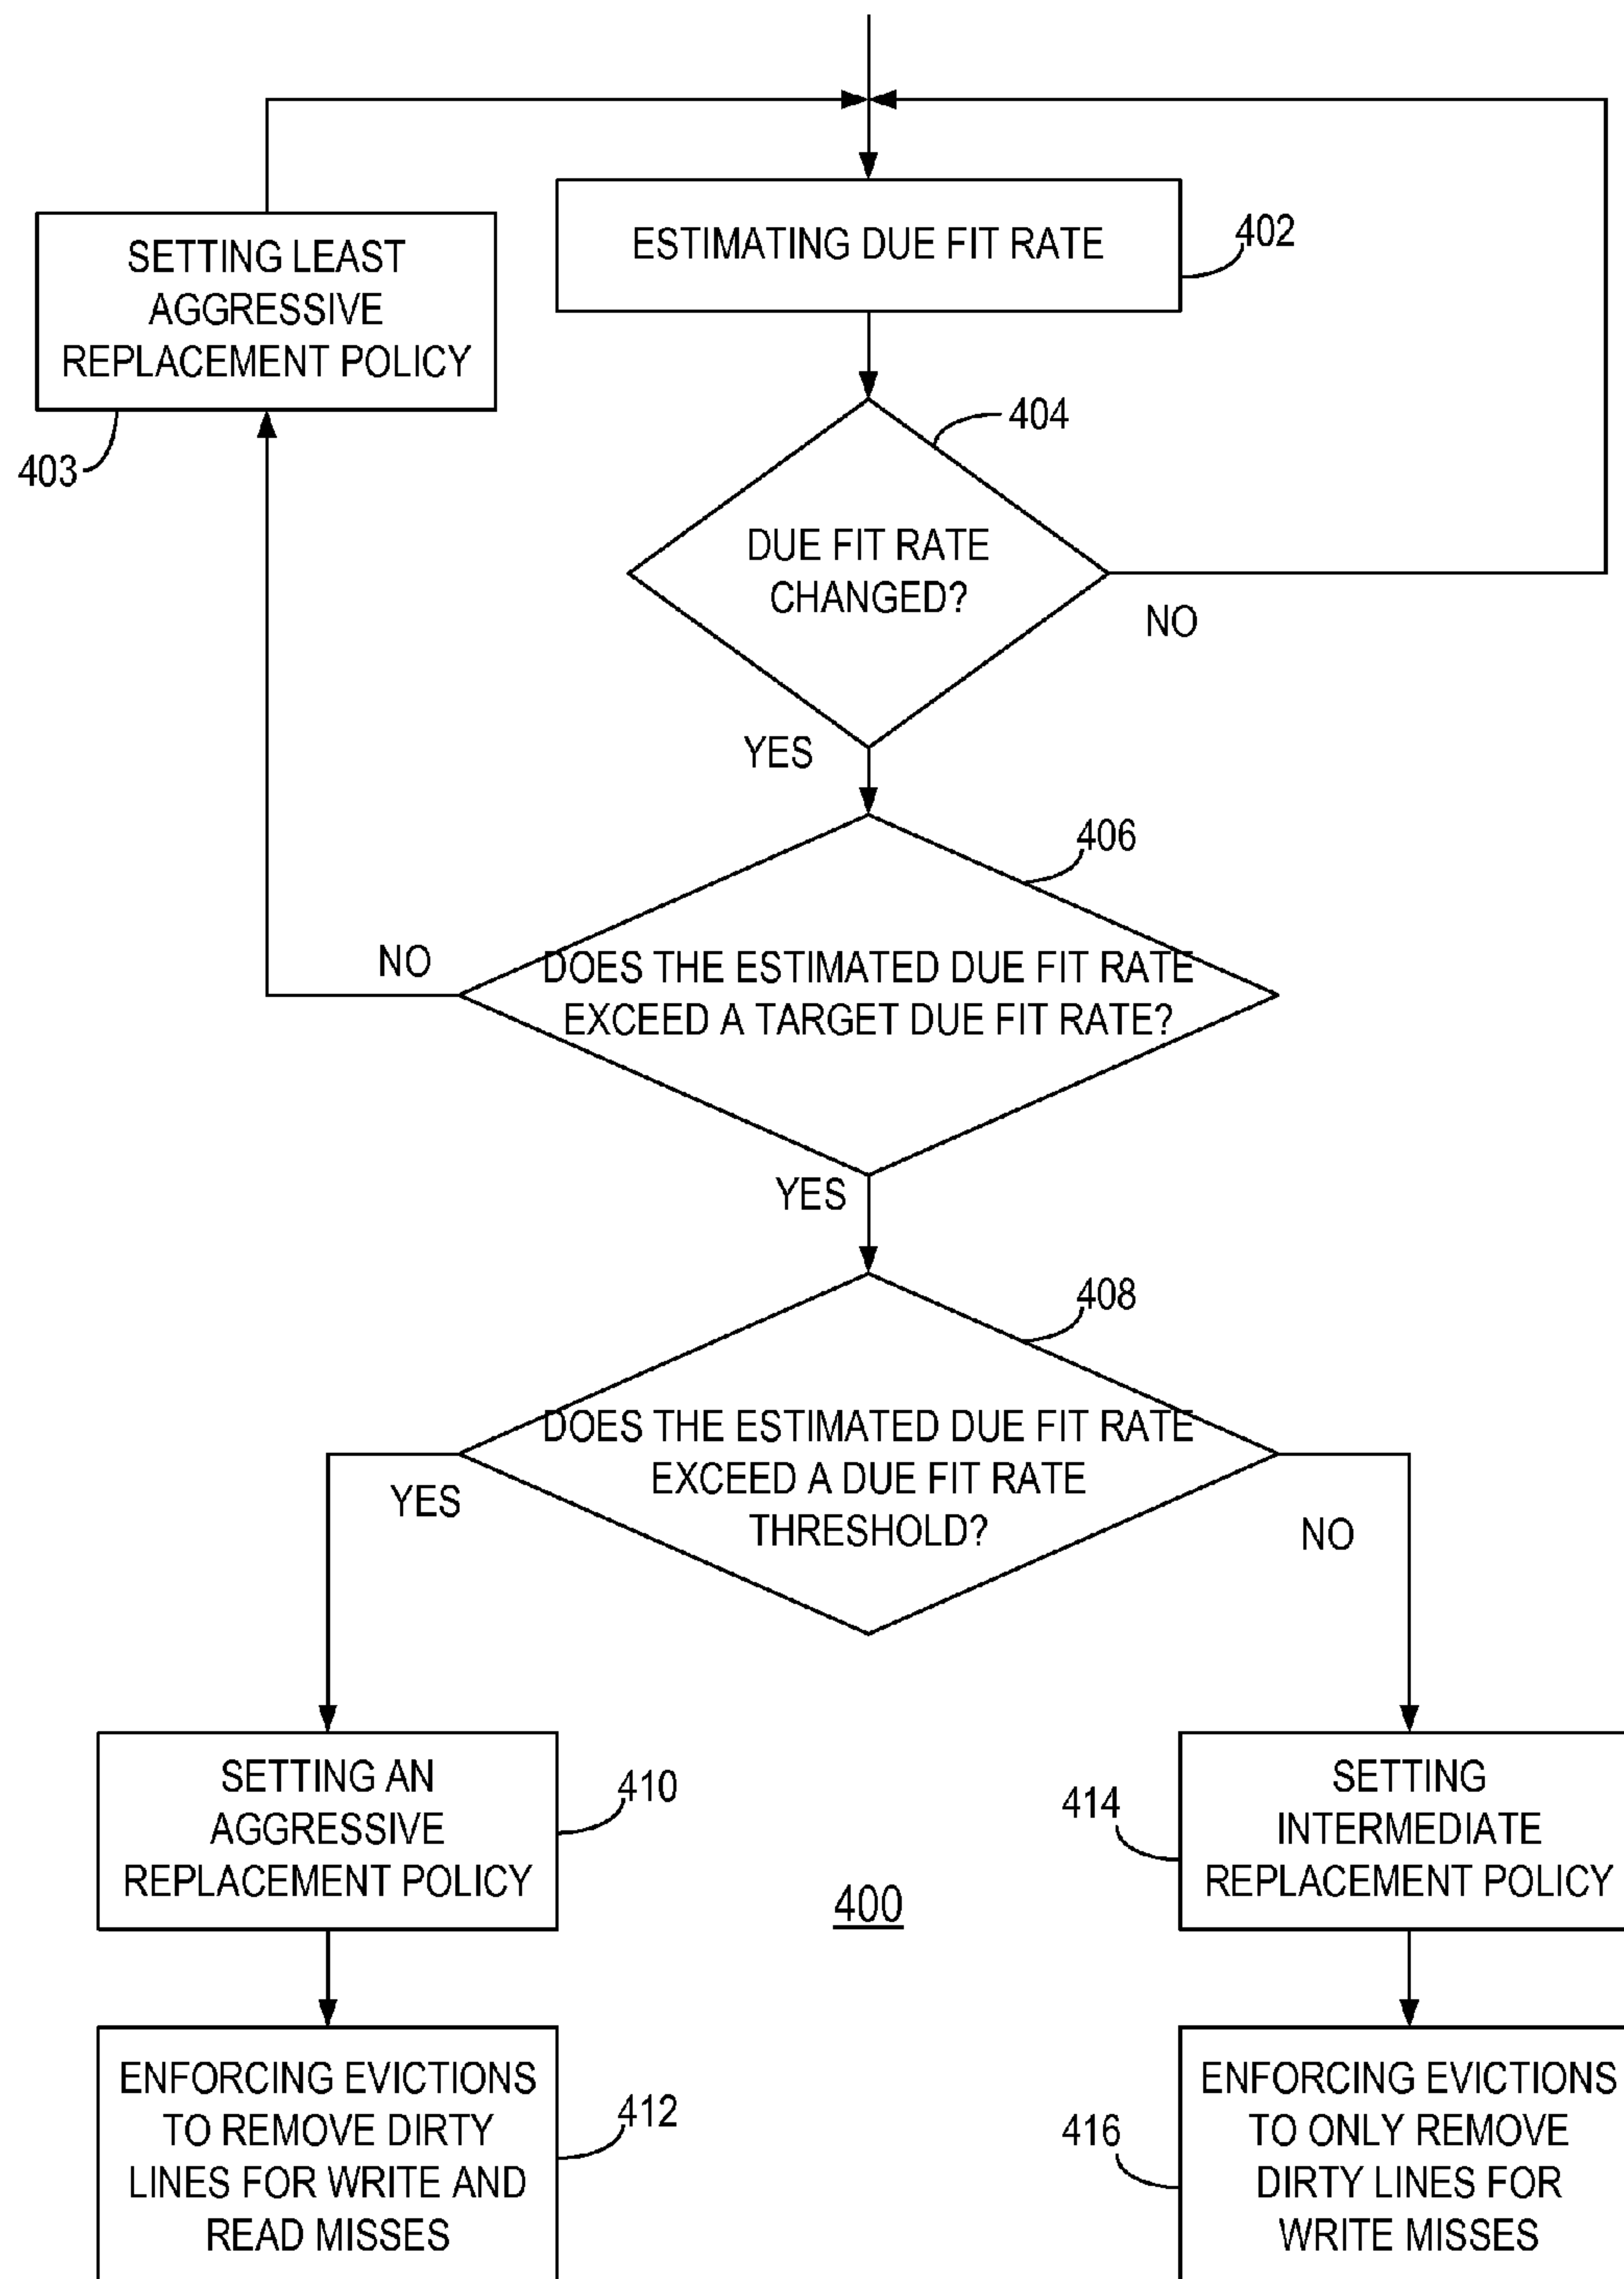 ESTIMATING DUE FIT RATE
402
SETTING LEAST
AGGRESSIVE
REPLACEMENT POLICY
403
404
DUE FIT RATE
CHANGED?
NO
YES
406
NO
DOES THE ESTIMATED DUE FIT RATE
EXCEED A TARGET DUE FIT RATE?
YES
408
DOES THE ESTIMATED DUE FIT RATE
EXCEED A DUE FIT RATE
THRESHOLD?
YES
NO
SETTING AN
AGGRESSIVE
REPLACEMENT POLICY
410
414
SETTING
INTERMEDIATE
REPLACEMENT POLICY
400
ENFORCING EVICTIONS
TO REMOVE DIRTY
LINES FOR WRITE AND
READ MISSES
412
416
ENFORCING EVICTIONS
TO ONLY REMOVE
DIRTY LINES FOR
WRITE MISSES